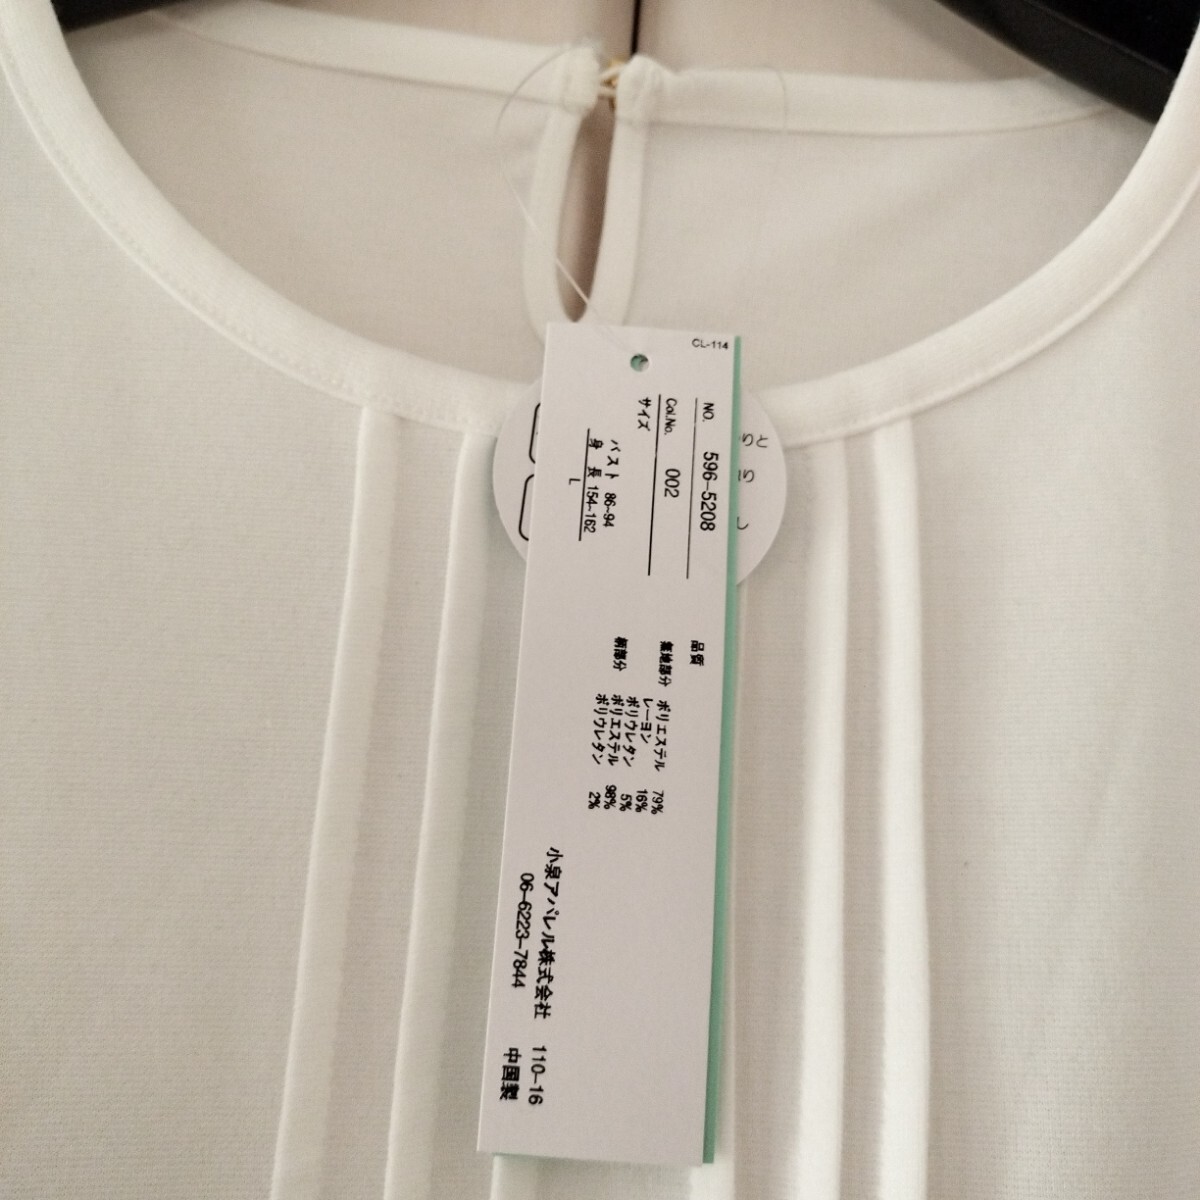 CL-114
NO. 596-5208
Col.No. 002
サイズ
バスト 86-94
身長 154-162
L
品質
無地部分 ポリエステル 79%
レーヨン 16%
ポリウレタン 5%
柄部分 ポリエステル 98%
ポリウレタン 2%
小泉アパレル株式会社 110-16
06-6223-7844 中国製